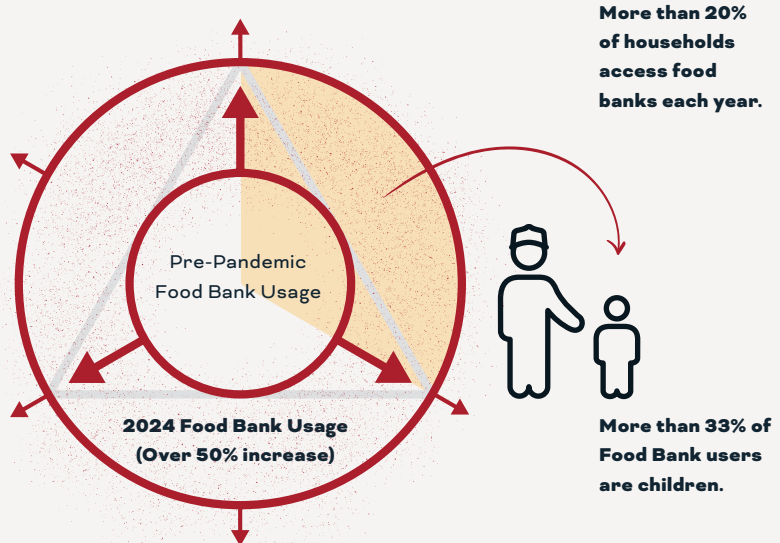 More than 20%
of households
access food
banks each year.
Pre-Pandemic
Food Bank Usage
2024 Food Bank Usage
(Over 50% increase)
More than 33% of
Food Bank users
are children.